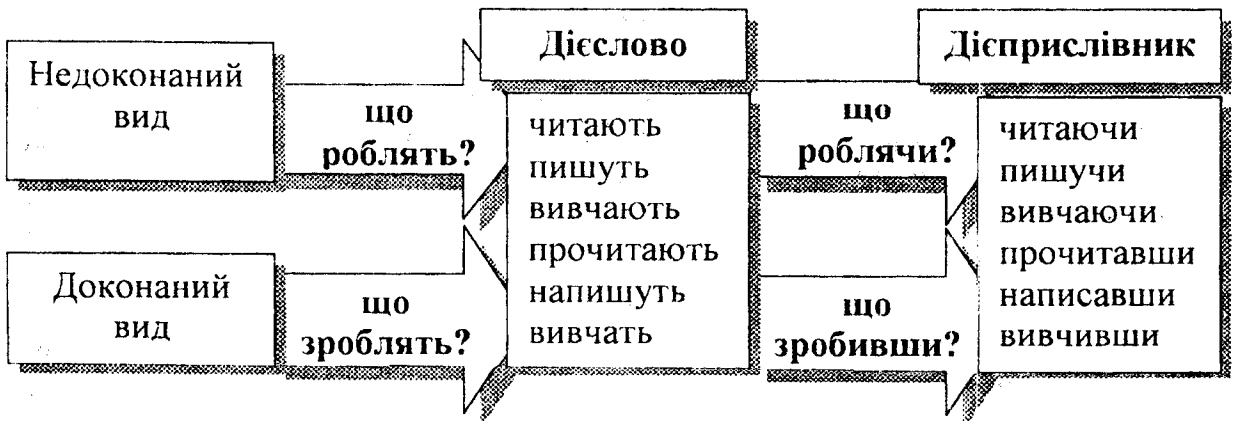 Дієслово
Дієприслівник
Недоконаний
вид
що
роблять?
читають
пишуть
вивчають
прочитають
напишуть
вивчать
що
роблячи?
читаючи
пишучи
вивчаючи
прочитавши
написавши
вивчивши
Доконаний
вид
що
зроблять?
що
зробивши?